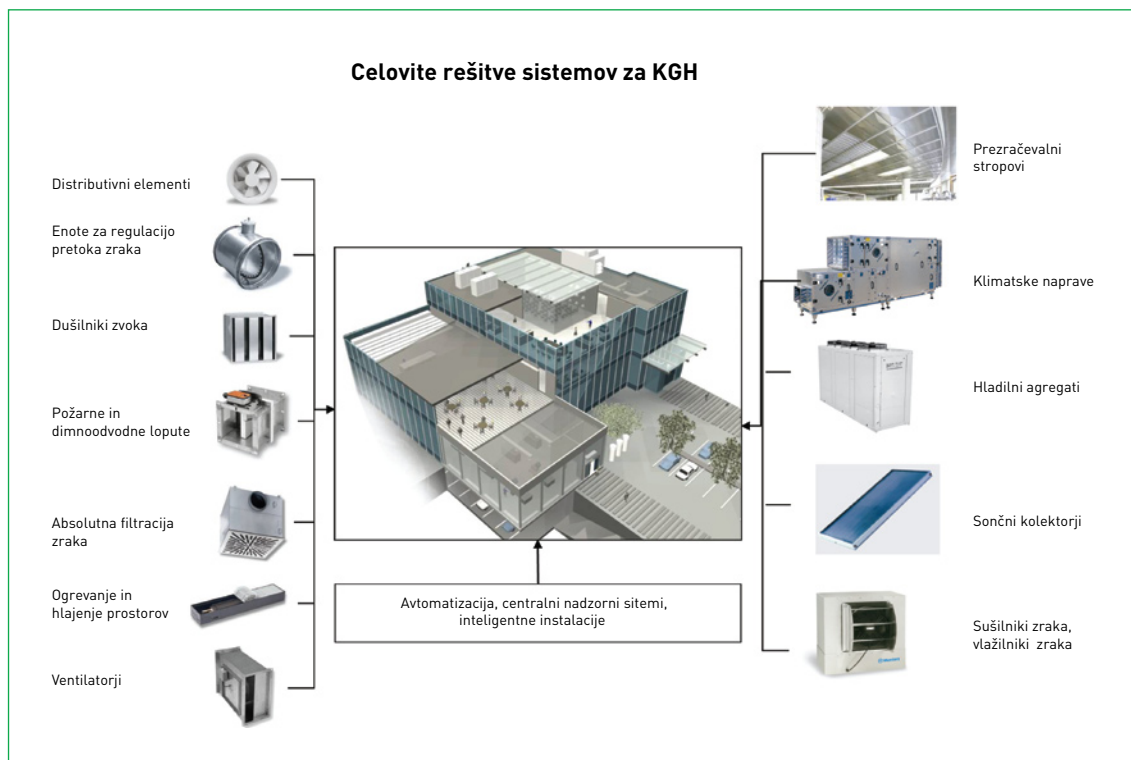 Celovite rešitve sistemov za KGH
Distributivni elementi
Enote za regulacijo
pretoka zraka
Dušilniki zvoka
Požarne in
dimnoodvodne lopute
Absolutna filtracija
zraka
Ogrevanje in
hlajenje prostorov
Ventilatorji
Avtomatizacija, centralni nadzorni sitemi,
inteligentne instalacije
Prezračevalni
stropovi
Klimatske naprave
Hladilni agregati
Sončni kolektorji
Sušilniki zraka,
vlažilniki zraka